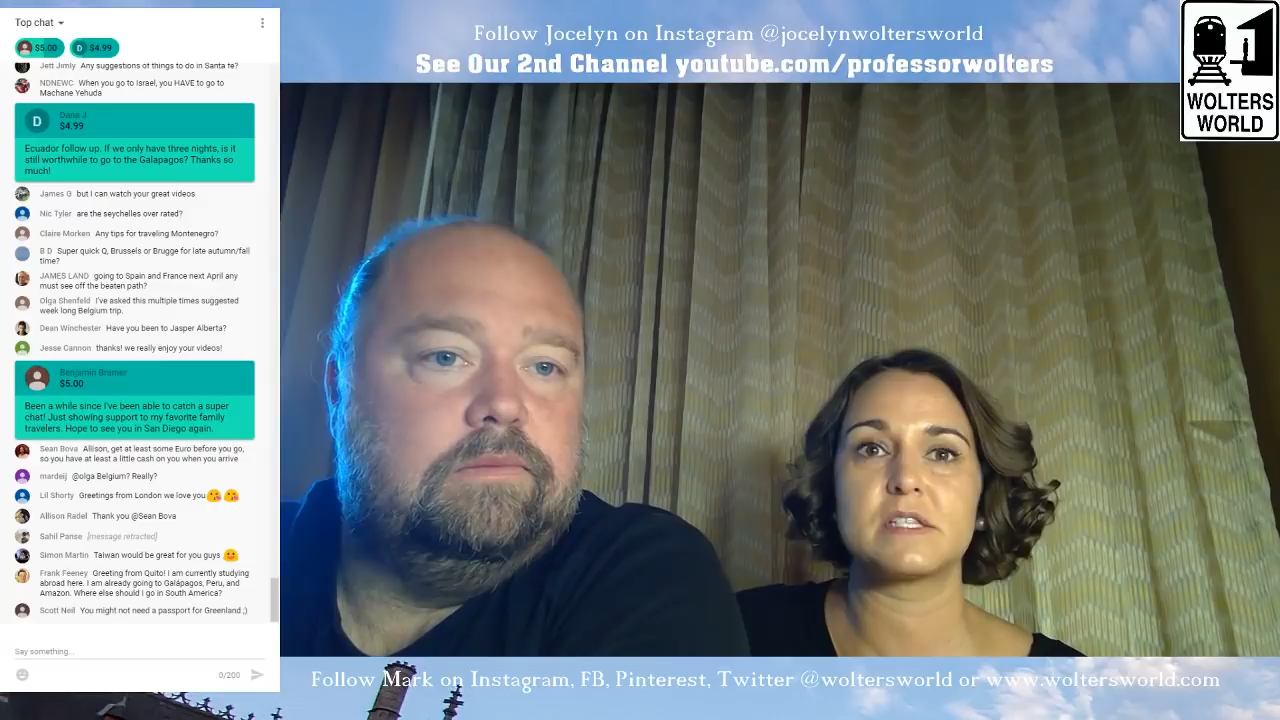 Top chat
$5.00
D $4.99
Jett Jimly Any suggestions of things to do in Santa fe?
NDNEWC When you go to Israel, you HAVE to go to
Machane Yehuda
D
Dana J
$4.99
Ecuador follow up. If we only have three nights, is it
still worthwhile to go to the Galapagos? Thanks so
much!
James G but I can watch your great videos
Nic Tyler are the seychelles over rated?
Claire Morken Any tips for traveling Montenegro?
B D Super quick Q, Brussels or Brugge for late autumn/fall
time?
JAMES LAND going to Spain and France next April any
must see off the beaten path?
Olga Shenfeld I've asked this multiple times suggested
week long Belgium trip.
Dean Winchester Have you been to Jasper Alberta?
Jesse Cannon thanks! we really enjoy your videos!
Benjamin Bramer
$5.00
Been a while since I've been able to catch a super
chat! Just showing support to my favorite family
travelers. Hope to see you in San Diego again.
Sean Bova Allison, get at least some Euro before you go,
so you have at least a little cash on you when you arrive
mardeij @olga Belgium? Really?
Lil Shorty Greetings from London we love you
Allison Radel Thank you @Sean Bova
Sahil Panse [message retracted]
Simon Martin Taiwan would be great for you guys
Frank Feeney Greeting from Quito! I am currently studying
abroad here. I am already going to Galápagos, Peru, and
Amazon. Where else should I go in South America?
Scott Neil You might not need a passport for Greenland ;)
Say something...
0/200
Follow Jocelyn on Instagram @jocelynwoltersworld
See Our 2nd Channel youtube.com/professorwolters
WOLTERS
WORLD
Follow Mark on Instagram, FB, Pinterest, Twitter @woltersworld or www.woltersworld.com